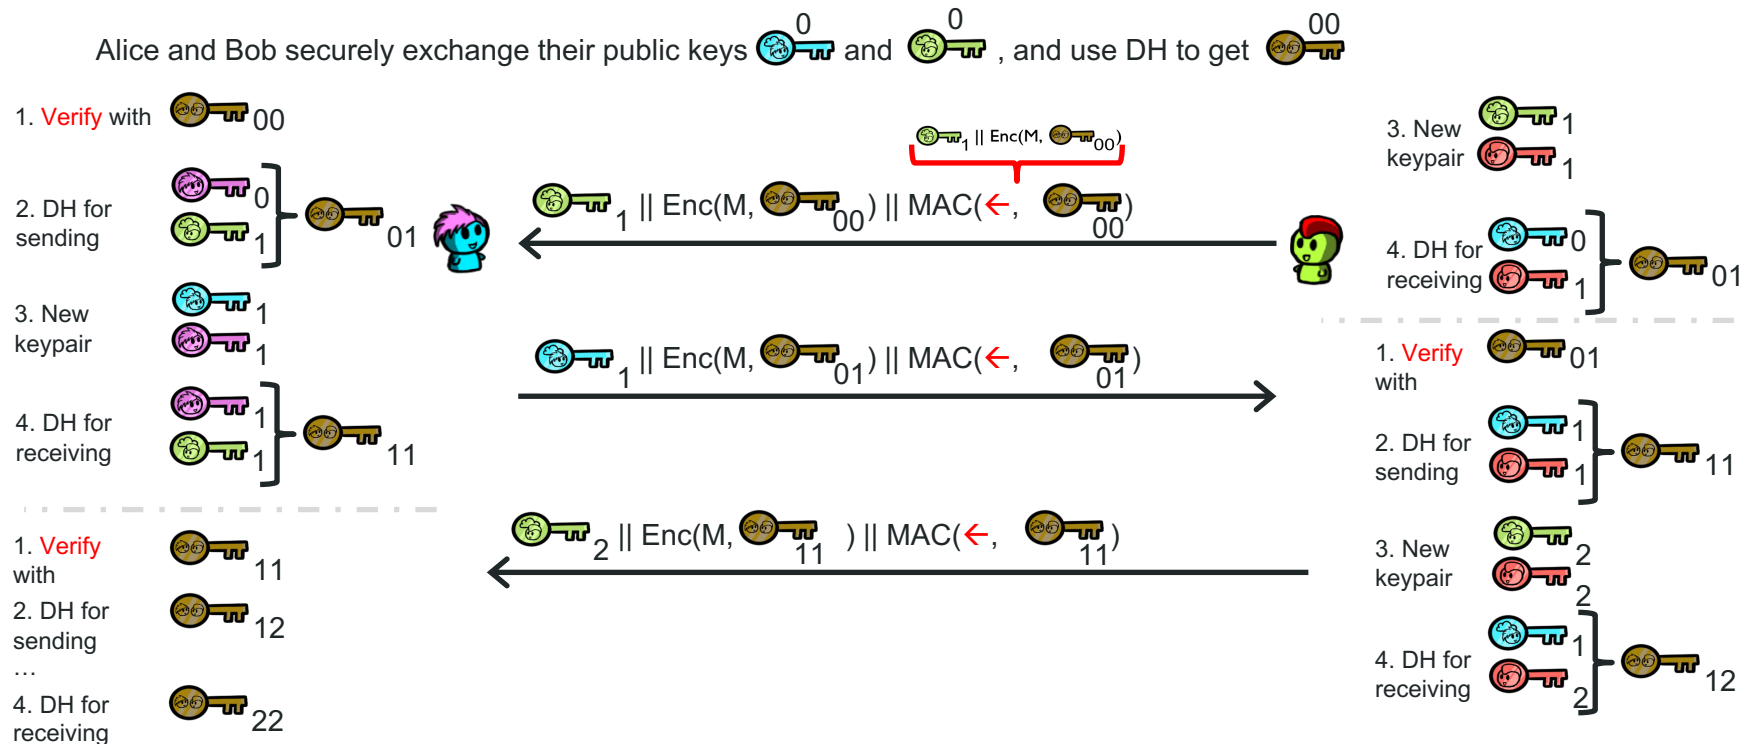 0 0 00
Alice and Bob securely exchange their public keys and , and use DH to get
1. Verify with 00
2. DH for
sending
0
1
01
3. New
keypair
1
1
4. DH for
receiving
1
1
11
1. Verify
with
11
2. DH for
sending
12
...
4. DH for
receiving
22
1 || Enc(M, 00)
1 || Enc(M, 00) || MAC(←, 00)
1 || Enc(M, 01) || MAC(←, 01)
2 || Enc(M, 11 ) || MAC(←, 11)
3. New
keypair
1
1
4. DH for
receiving
0
1
01
1. Verify
with
01
2. DH for
sending
1
1
11
3. New
keypair
2
2
4. DH for
receiving
1
2
12